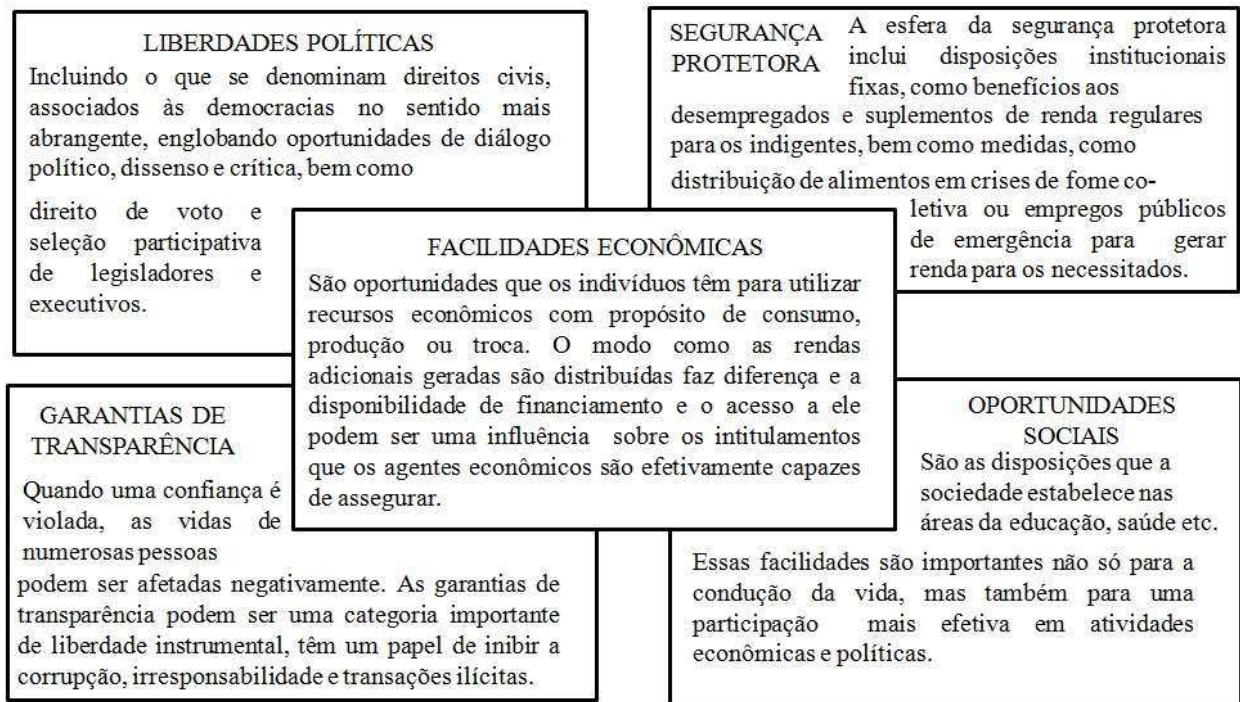 LIBERDADES POLÍTICAS
Incluindo o que se denominam direitos civis,
associados às democracias no sentido mais
abrangente, englobando oportunidades de diálogo
político, dissenso e crítica, bem como
direito de voto e
seleção participativa
de legisladores e
executivos.
SEGURANÇA
PROTETORA
A esfera da segurança protetora
inclui disposições institucionais
fixas, como benefícios aos
desempregados e suplementos de renda regulares
para os indigentes, bem como medidas, como
distribuição de alimentos em crises de fome co-
letiva ou empregos públicos
de emergência para gerar
renda para os necessitados.
FACILIDADES ECONÔMICAS
São oportunidades que os indivíduos têm para utilizar
recursos econômicos com propósito de consumo,
produção ou troca. O modo como as rendas
adicionais geradas são distribuídas faz diferença e a
disponibilidade de financiamento e o acesso a ele
podem ser uma influência sobre os intitulamentos
que os agentes econômicos são efetivamente capazes
de assegurar.
GARANTIAS DE
TRANSPARÊNCIA
Quando uma confiança é
violada, as vidas de
numerosas pessoas
podem ser afetadas negativamente. As garantias de
transparência podem ser uma categoria importante
de liberdade instrumental, têm um papel de inibir a
corrupção, irresponsabilidade e transações ilícitas.
OPORTUNIDADES
SOCIAIS
São as disposições que a
sociedade estabelece nas
áreas da educação, saúde etc.
Essas facilidades são importantes não só para a
condução da vida, mas também para uma
participação mais efetiva em atividades
econômicas e políticas.